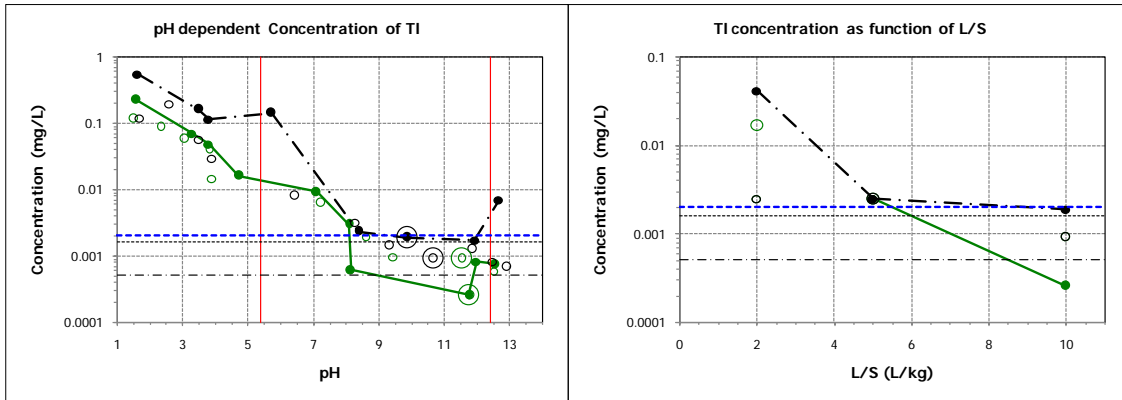 pH dependent Concentration of Tl
1
0.1
0.01
0.001
0.0001
Concentration (mg/L)
1 3 5 7 9 11 13
pH
Tl concentration as function of L/S
0.1
0.01
0.001
0.0001
Concentration (mg/L)
0 2 4 6 8 10
L/S (L/kg)